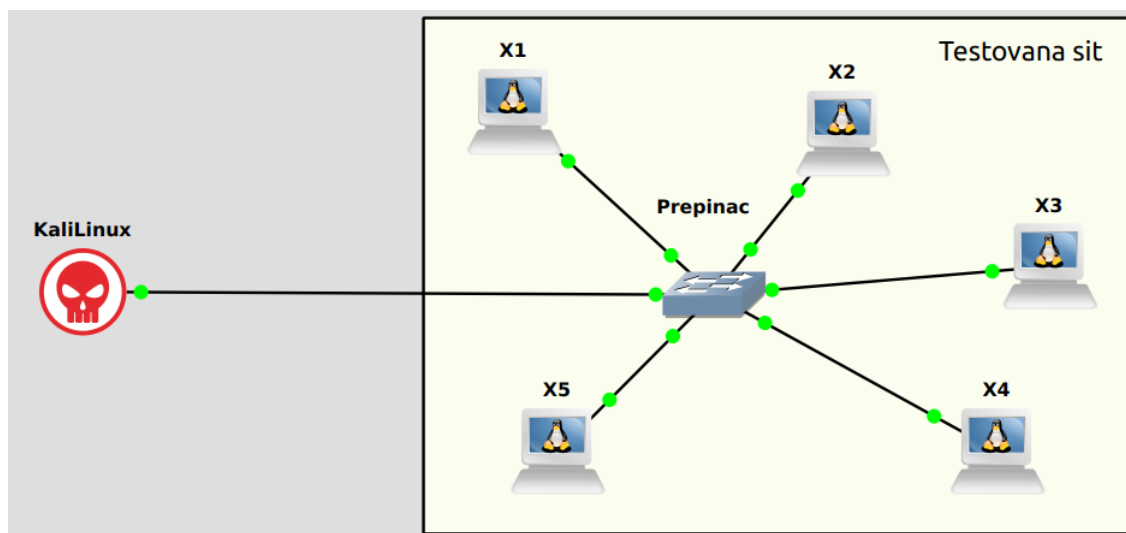 X1
Testovana sit
X2
Prepinac
X3
KaliLinux
X5
X4